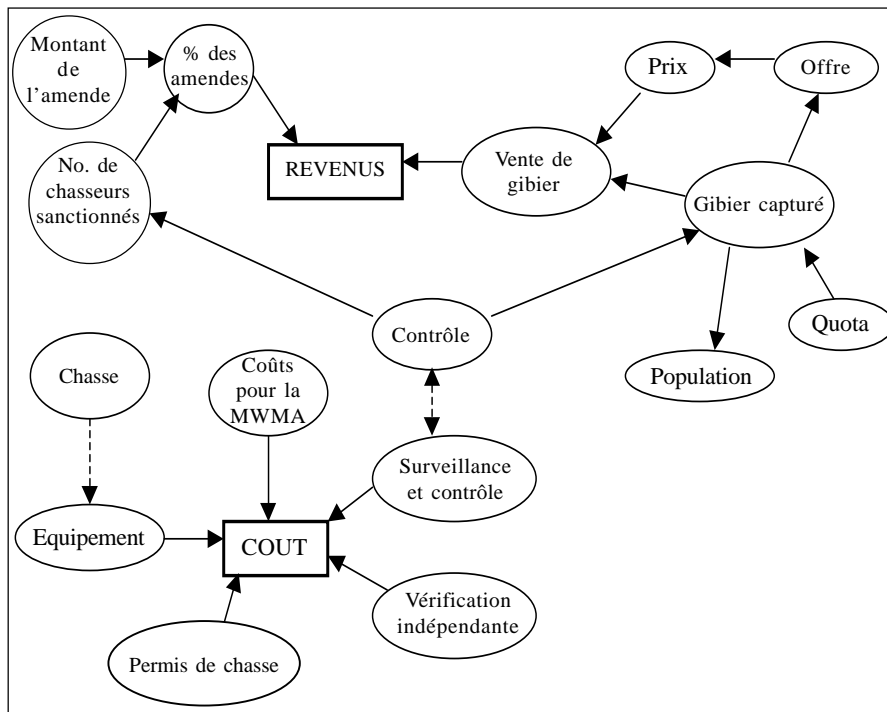 Montant
de
l'amende
% des
amendes
Prix
Offre
No. de
chasseurs
sanctionnés
REVENUS
Vente de
gibier
Gibier capturé
Contrôle
Quota
Chasse
Coûts
pour la
MWMA
Population
Surveillance
et contrôle
Equipement
COUT
Vérification
indépendante
Permis de chasse